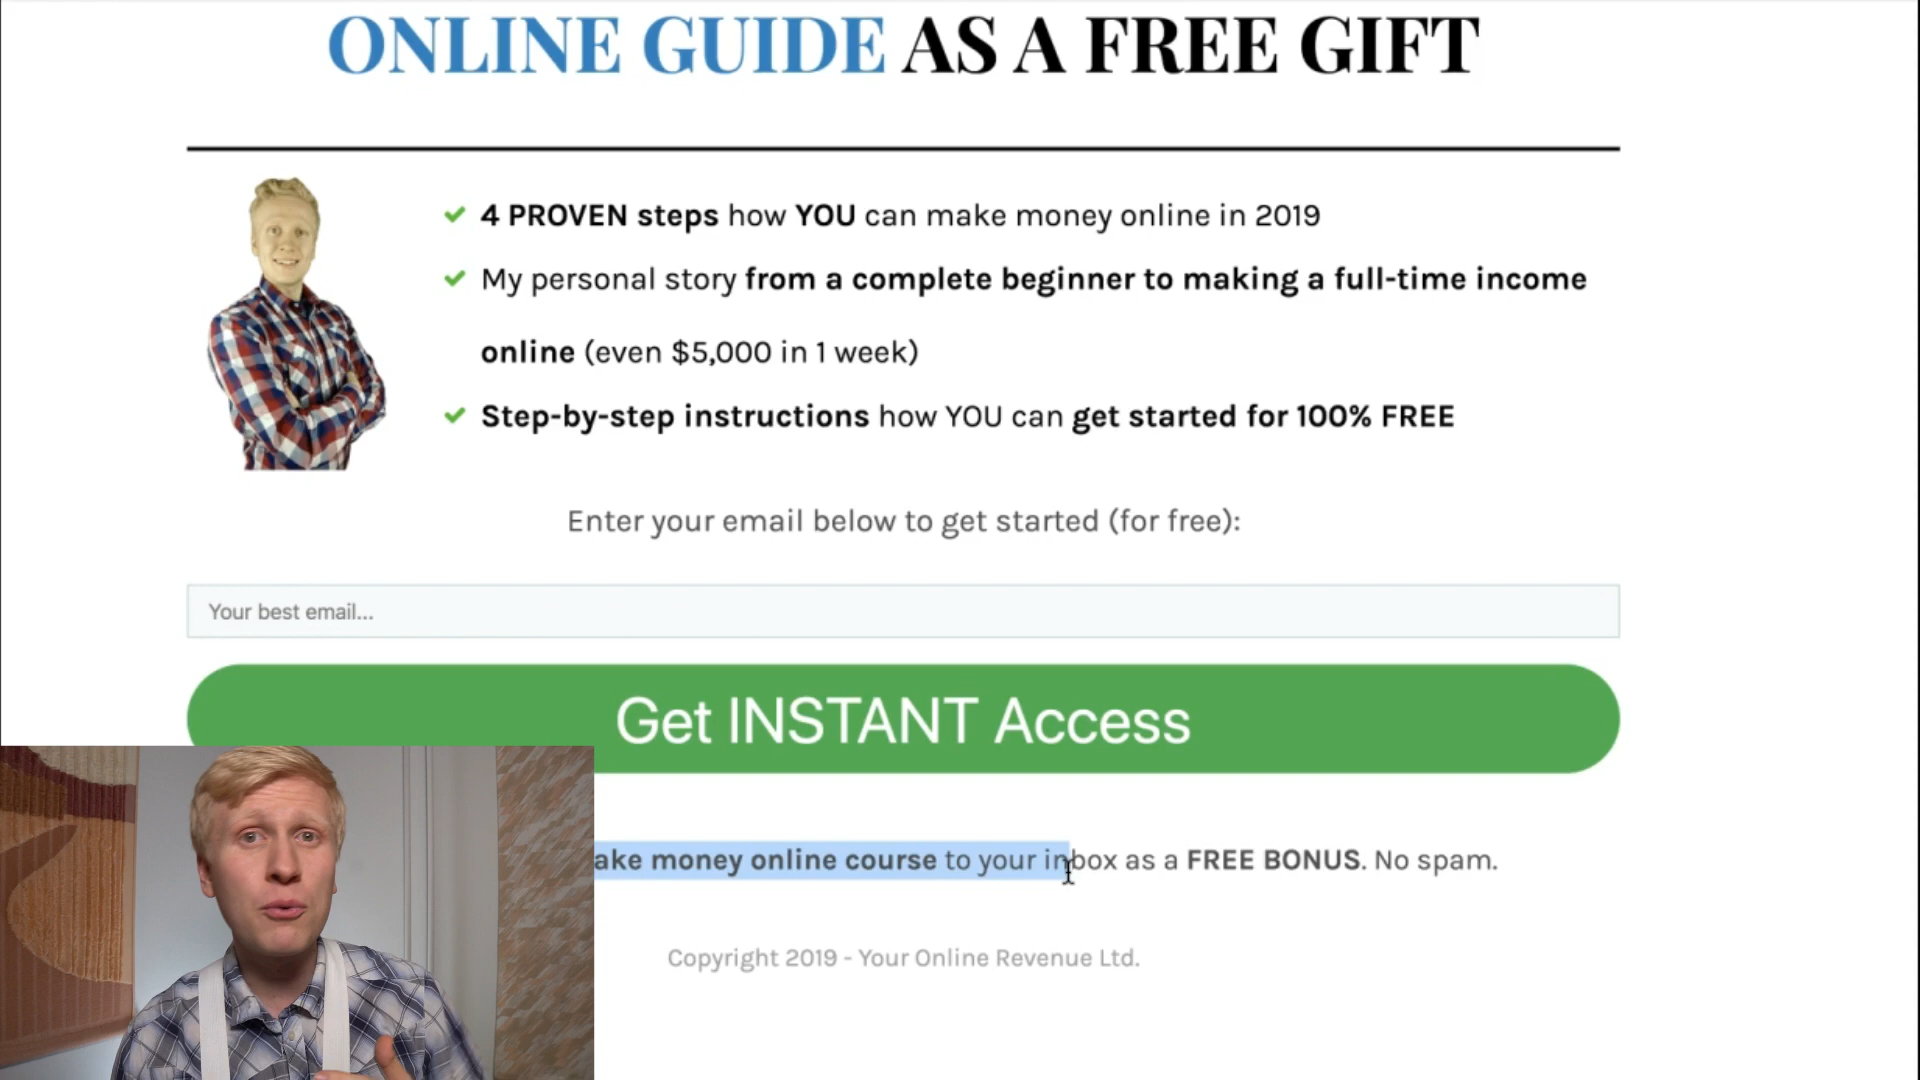 ONLINE GUIDE AS A FREE GIFT
4 PROVEN steps how YOU can make money online in 2019
My personal story from a complete beginner to making a full-time income
online (even $5,000 in 1 week)
Step-by-step instructions how YOU can get started for 100% FREE
Enter your email below to get started (for free):
Your best email...
Get INSTANT Access
ake money online course to your inbox as a FREE BONUS. No spam.
Copyright 2019 - Your Online Revenue Ltd.